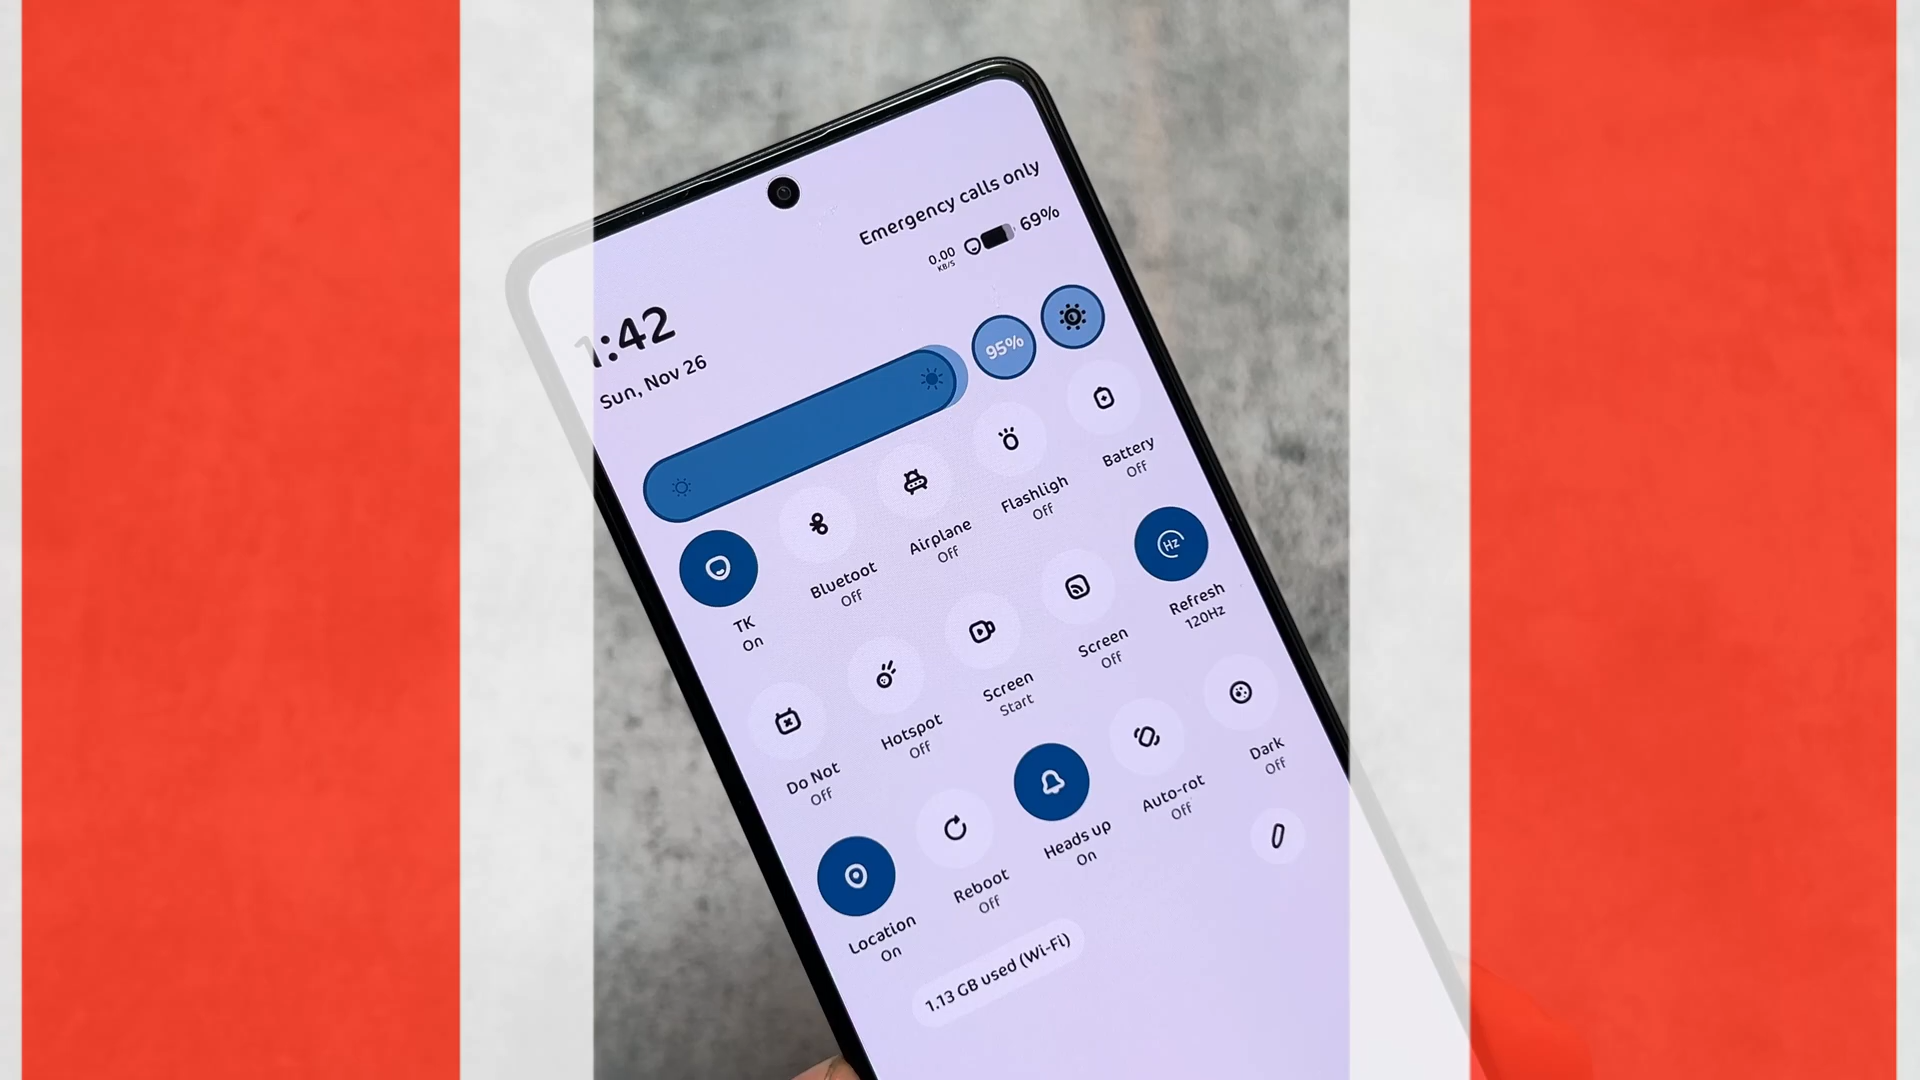 Emergency calls only
0.00
KB/S
69%
1:42
Sun, Nov 26
95%
TK
On
Bluetoot
Off
Airplane
Off
Flashligh
Off
Battery
Off
Do Not
Off
Hotspot
Off
Screen
Start
Screen
Off
Hz
Refresh
120Hz
Location
On
Reboot
Off
Heads up
On
Auto-rot
Off
Dark
Off
1.13 GB used (Wi-Fi)